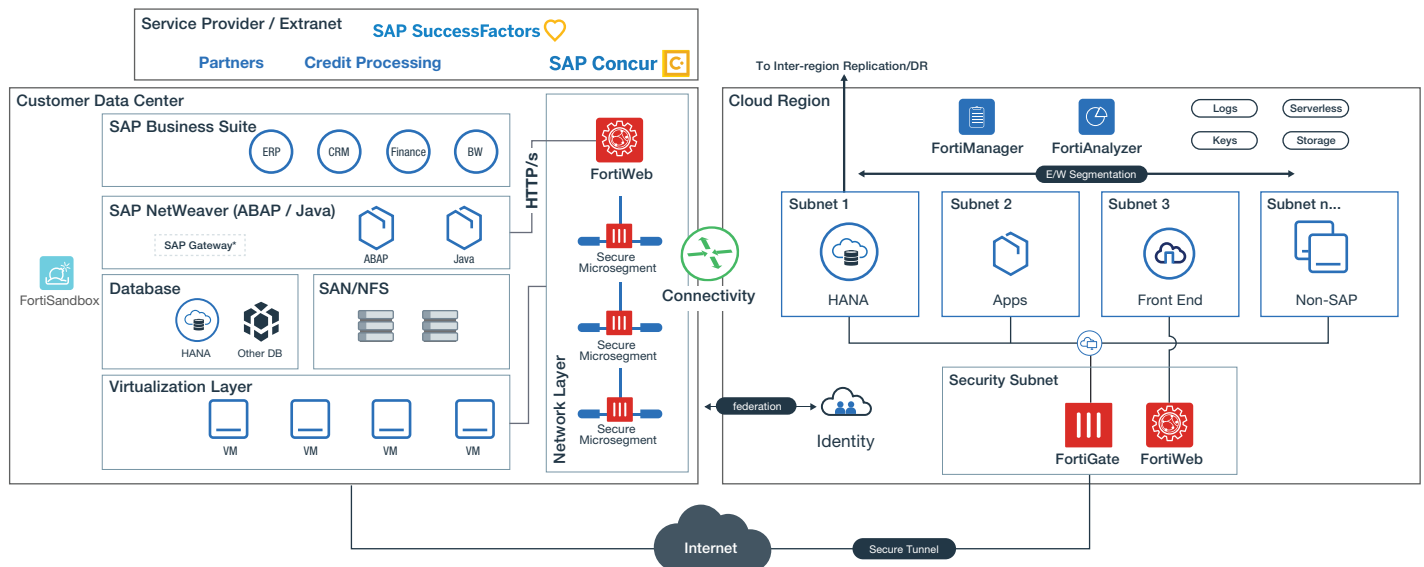 Service Provider / Extranet
SAP SuccessFactors
Partners
Credit Processing
SAP Concur
C·
Customer Data Center
SAP Business Suite
ERP
CRM
Finance
BW
SAP NetWeaver (ABAP / Java)
SAP Gateway*
ABAP
Java
FortiSandbox
Database
HANA
Other DB
SAN/NFS
Virtualization Layer
VM
VM
VM
VM
HTTP/s
FortiWeb
Secure
Microsegment
Secure
Microsegment
Secure
Microsegment
Network Layer
Connectivity
federation
To Inter-region Replication/DR
Cloud Region
FortiManager
FortiAnalyzer
Logs
Serverless
Keys
Storage
E/W Segmentation
Subnet 1
HANA
Subnet 2
Apps
Subnet 3
Front End
Subnet n...
Non-SAP
Identity
Security Subnet
FortiGate
FortiWeb
Internet
Secure Tunnel